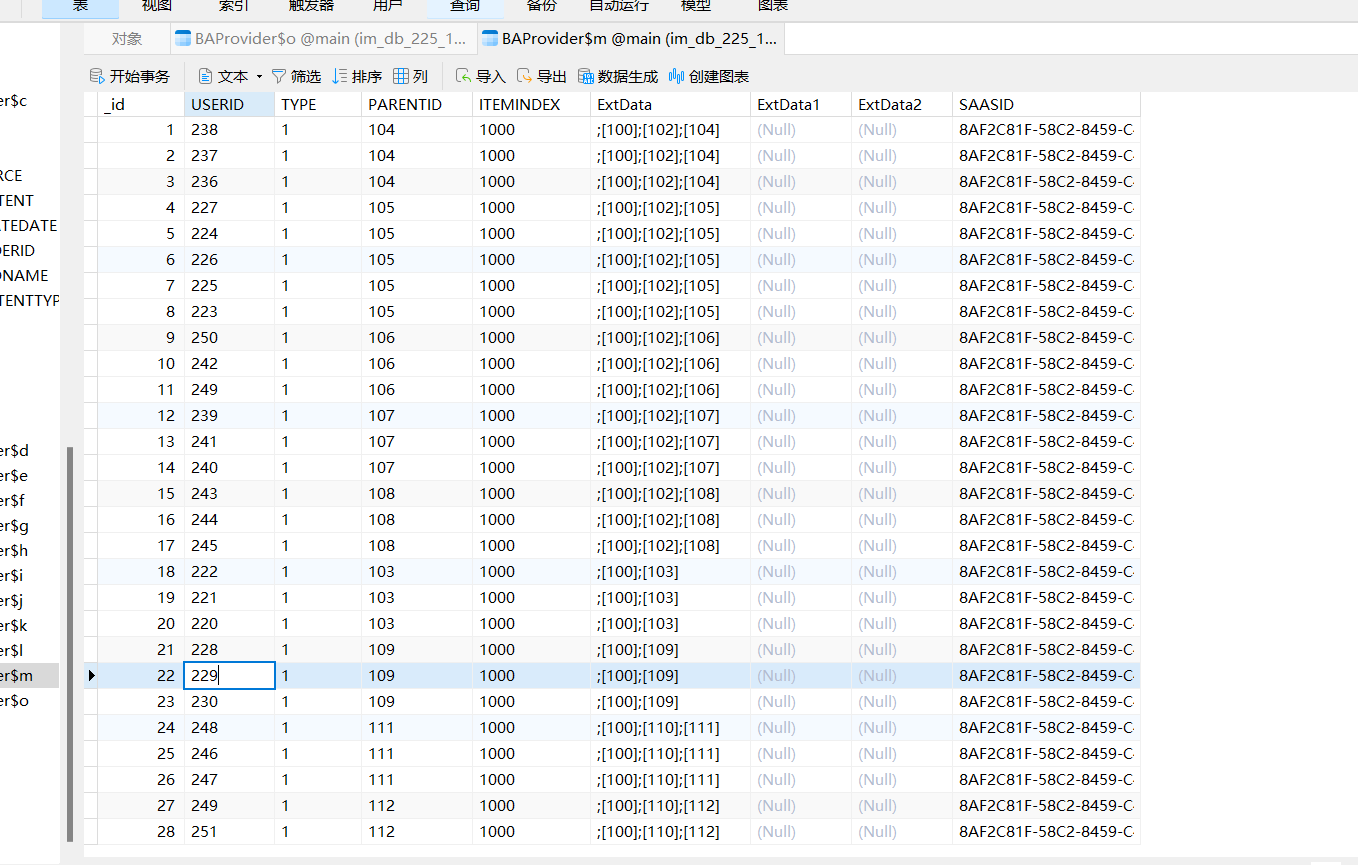 表 视图 索引 触发器 用户 查询 备份 自动运行 模型 图表
对象 BAProvider$o @main (im_db_225_1... BAProvider$m @main (im_db_225_1...
开始事务 文本 筛选 排序 列 导入 导出 数据生成 创建图表
_id USERID TYPE PARENTID ITEMINDEX ExtData ExtData1 ExtData2 SAASID
1 238 1 104 1000 ;[100];[102];[104] (Null) (Null) 8AF2C81F-58C2-8459-C
2 237 1 104 1000 ;[100];[102];[104] (Null) (Null) 8AF2C81F-58C2-8459-C
3 236 1 104 1000 ;[100];[102];[104] (Null) (Null) 8AF2C81F-58C2-8459-C
4 227 1 105 1000 ;[100];[102];[105] (Null) (Null) 8AF2C81F-58C2-8459-C
5 224 1 105 1000 ;[100];[102];[105] (Null) (Null) 8AF2C81F-58C2-8459-C
6 226 1 105 1000 ;[100];[102];[105] (Null) (Null) 8AF2C81F-58C2-8459-C
7 225 1 105 1000 ;[100];[102];[105] (Null) (Null) 8AF2C81F-58C2-8459-C
8 223 1 105 1000 ;[100];[102];[105] (Null) (Null) 8AF2C81F-58C2-8459-C
9 250 1 106 1000 ;[100];[102];[106] (Null) (Null) 8AF2C81F-58C2-8459-C
10 242 1 106 1000 ;[100];[102];[106] (Null) (Null) 8AF2C81F-58C2-8459-C
11 249 1 106 1000 ;[100];[102];[106] (Null) (Null) 8AF2C81F-58C2-8459-C
12 239 1 107 1000 ;[100];[102];[107] (Null) (Null) 8AF2C81F-58C2-8459-C
13 241 1 107 1000 ;[100];[102];[107] (Null) (Null) 8AF2C81F-58C2-8459-C
14 240 1 107 1000 ;[100];[102];[107] (Null) (Null) 8AF2C81F-58C2-8459-C
15 243 1 108 1000 ;[100];[102];[108] (Null) (Null) 8AF2C81F-58C2-8459-C
16 244 1 108 1000 ;[100];[102];[108] (Null) (Null) 8AF2C81F-58C2-8459-C
17 245 1 108 1000 ;[100];[102];[108] (Null) (Null) 8AF2C81F-58C2-8459-C
18 222 1 103 1000 ;[100];[103] (Null) (Null) 8AF2C81F-58C2-8459-C
19 221 1 103 1000 ;[100];[103] (Null) (Null) 8AF2C81F-58C2-8459-C
20 220 1 103 1000 ;[100];[103] (Null) (Null) 8AF2C81F-58C2-8459-C
21 228 1 109 1000 ;[100];[109] (Null) (Null) 8AF2C81F-58C2-8459-C
22 229 1 109 1000 ;[100];[109] (Null) (Null) 8AF2C81F-58C2-8459-C
23 230 1 109 1000 ;[100];[109] (Null) (Null) 8AF2C81F-58C2-8459-C
24 248 1 111 1000 ;[100];[110];[111] (Null) (Null) 8AF2C81F-58C2-8459-C
25 246 1 111 1000 ;[100];[110];[111] (Null) (Null) 8AF2C81F-58C2-8459-C
26 247 1 111 1000 ;[100];[110];[111] (Null) (Null) 8AF2C81F-58C2-8459-C
27 249 1 112 1000 ;[100];[110];[112] (Null) (Null) 8AF2C81F-58C2-8459-C
28 251 1 112 1000 ;[100];[110];[112] (Null) (Null) 8AF2C81F-58C2-8459-C
er$c
RCE
TENT
ATEDATE
DERID
DNAME
TENTTYP
er$d
er$e
er$f
er$g
er$h
er$i
er$j
er$k
er$l
er$m
er$o